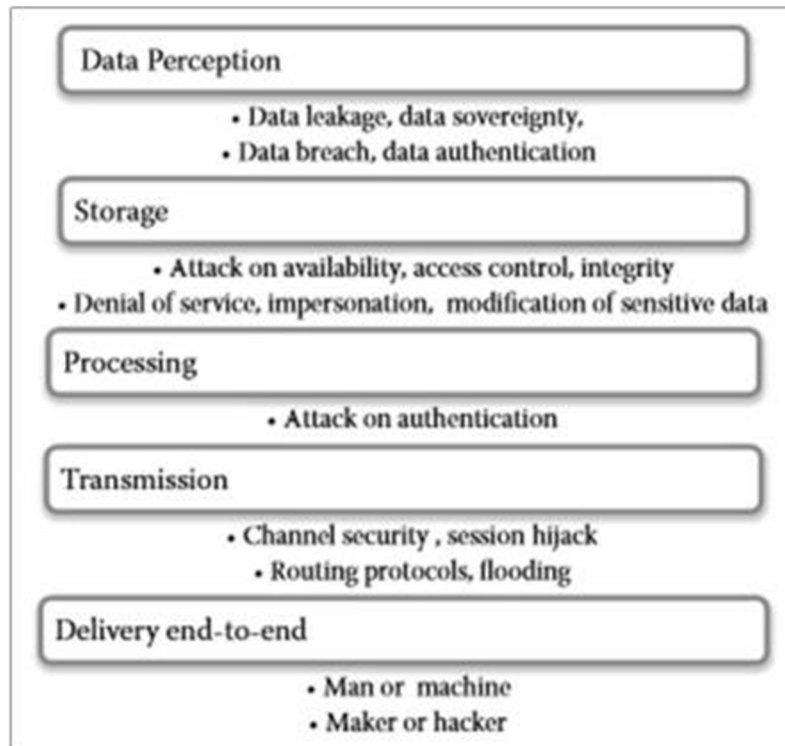 Data Perception
• Data leakage, data sovereignty,
• Data breach, data authentication
Storage
• Attack on availability, access control, integrity
• Denial of service, impersonation, modification of sensitive data
Processing
• Attack on authentication
Transmission
• Channel security , session hijack
• Routing protocols, flooding
Delivery end-to-end
• Man or machine
• Maker or hacker